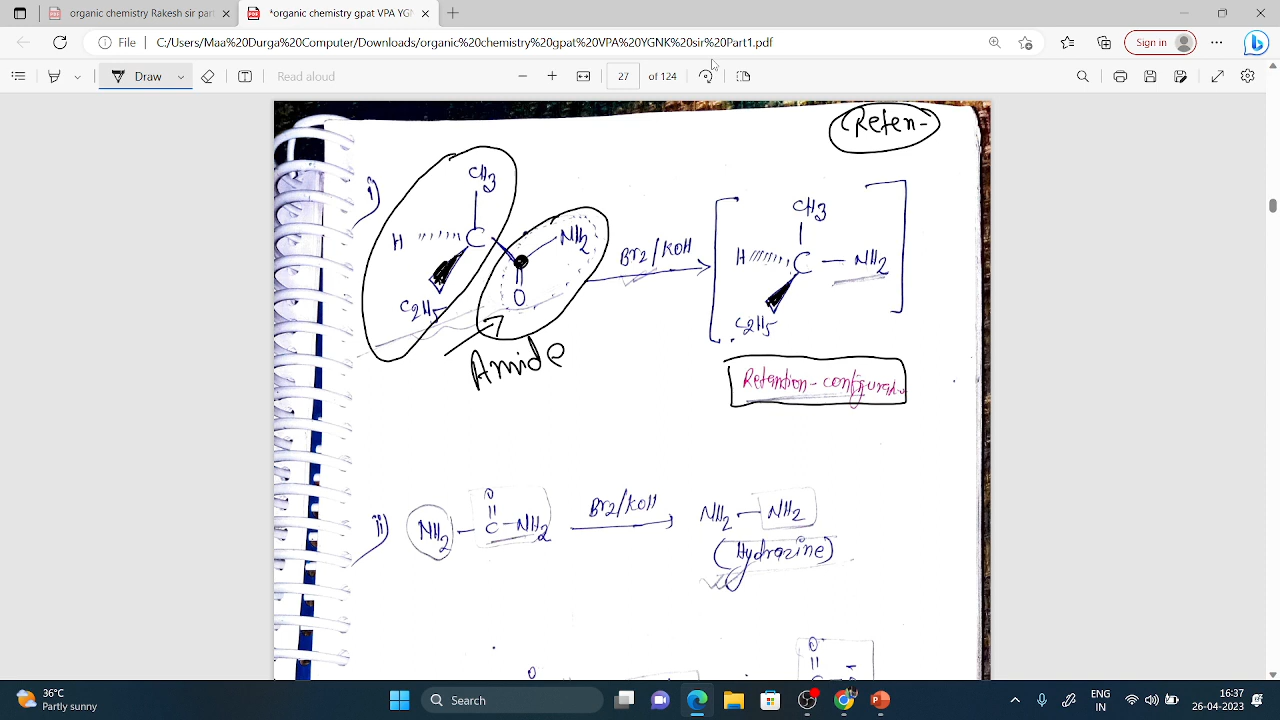 organic chemistry Rakesh sir part
*organic chemistry gpat VPA YGN
File
C:/Users/Maa%20Durga%20Computer/Downloads/organic%20chemistry%20gpat%20VPA%20YGNK%20sir%20Part1.pdf
Sign in
Draw
Read aloud
27 of 124
Reten-
i)
CH3
H C NH2
C2H5 O
Amide
Br2/KOH
CH3
H C - NH2
C2H5
Retention-configuration
ii)
NH2 - C - NH2
O
Br2/KOH
NH2 - NH2
(Hydrazine)
O
O
C
36°C
Partly sunny
Search
ENG
IN
20:37
26-04-2023